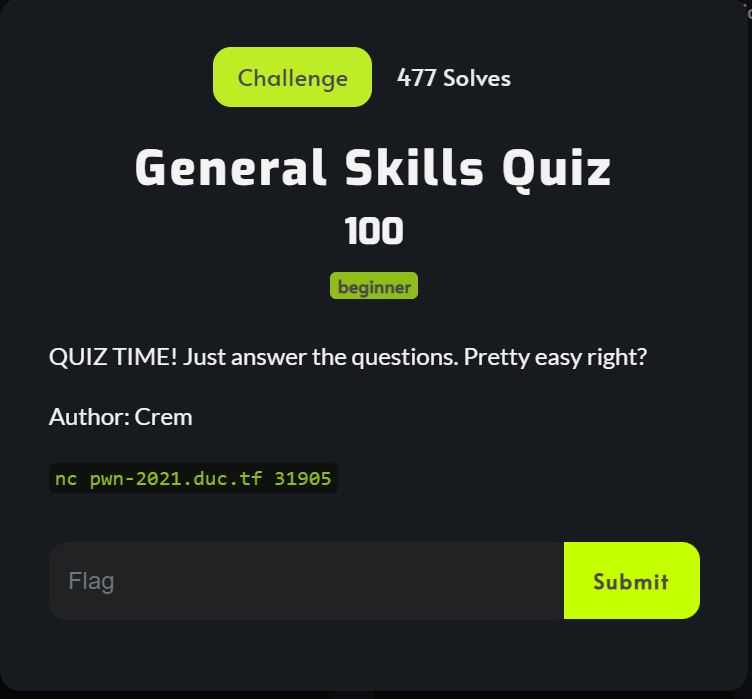 Challenge 477 Solves
General Skills Quiz
100
beginner
QUIZ TIME! Just answer the questions. Pretty easy right?
Author: Crem
nc pwn-2021.duc.tf 31905
Flag Submit